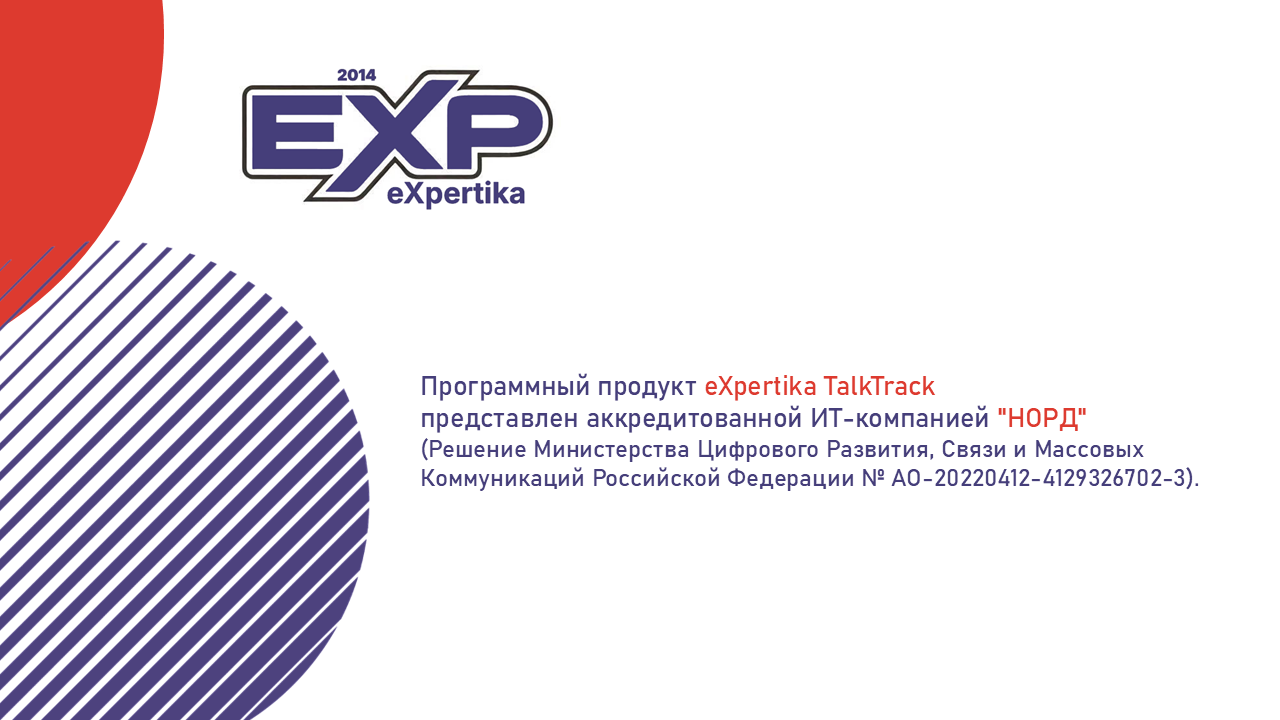 2014
EXP
eXpertika
Программный продукт eXpertika TalkTrack
представлен аккредитованной ИТ-компанией "НОРД"
(Решение Министерства Цифрового Развития, Связи и Массовых
Коммуникаций Российской Федерации № АО-20220412-4129326702-3).